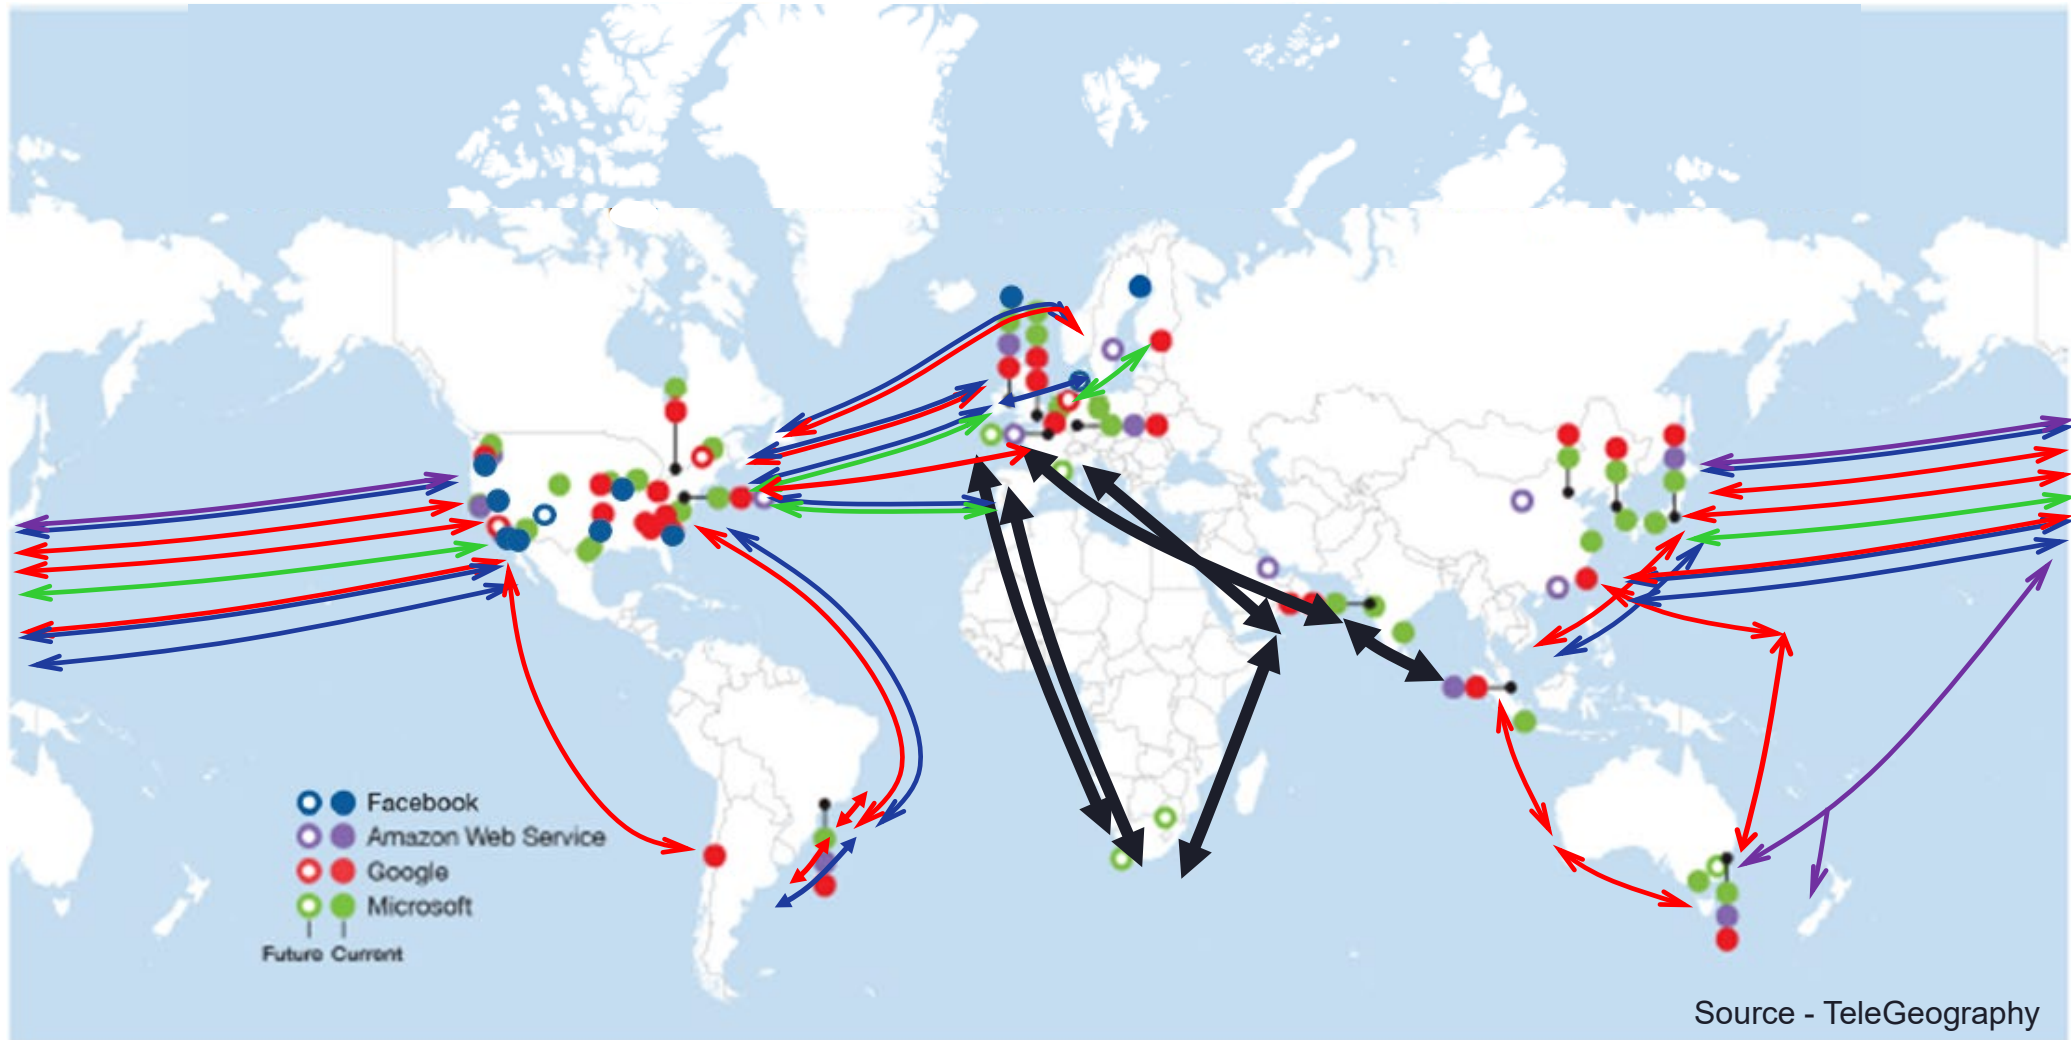 Facebook
Amazon Web Service
Google
Microsoft
Future Current
Source - TeleGeography